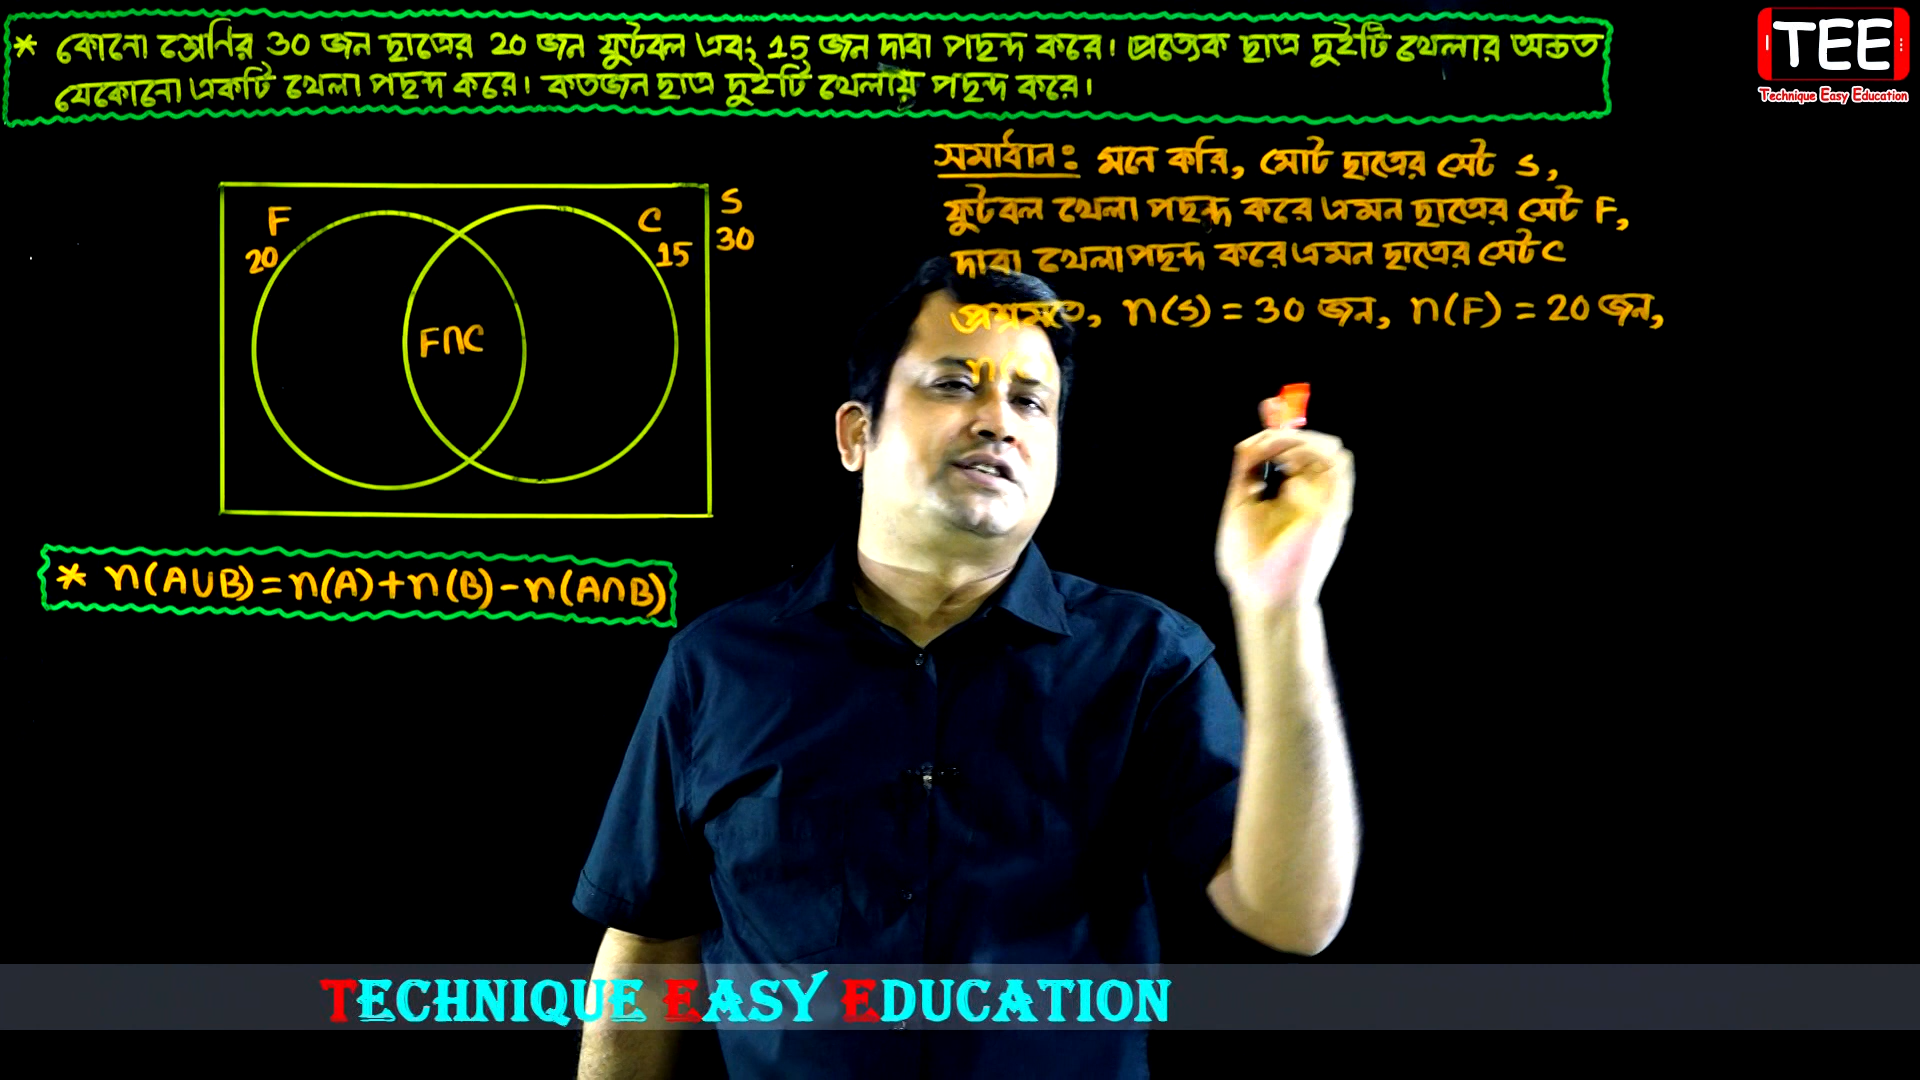 * কোনো শ্রেণির 30 জন ছাত্রের 20 জন ফুটবল এবং 15 জন দাবা পছন্দ করে। প্রত্যেক ছাত্র দুইটি খেলার অন্তত
যেকোনো একটি খেলা পছন্দ করে। কতজন ছাত্র দুইটি খেলায় পছন্দ করে।
TEE
Technique Easy Education
সমাধান: মনে করি, মোট ছাত্রের সেট S,
ফুটবল খেলা পছন্দ করে এমন ছাত্রের সেট F,
দাবা খেলা পছন্দ করে এমন ছাত্রের সেট C
প্রশ্নমতে, n(S) = 30 জন, n(F) = 20 জন,
F
20
C
15
S
30
F∩C
* n(A∪B)=n(A)+n(B)-n(A∩B)
TECHNIQUE EASY EDUCATION